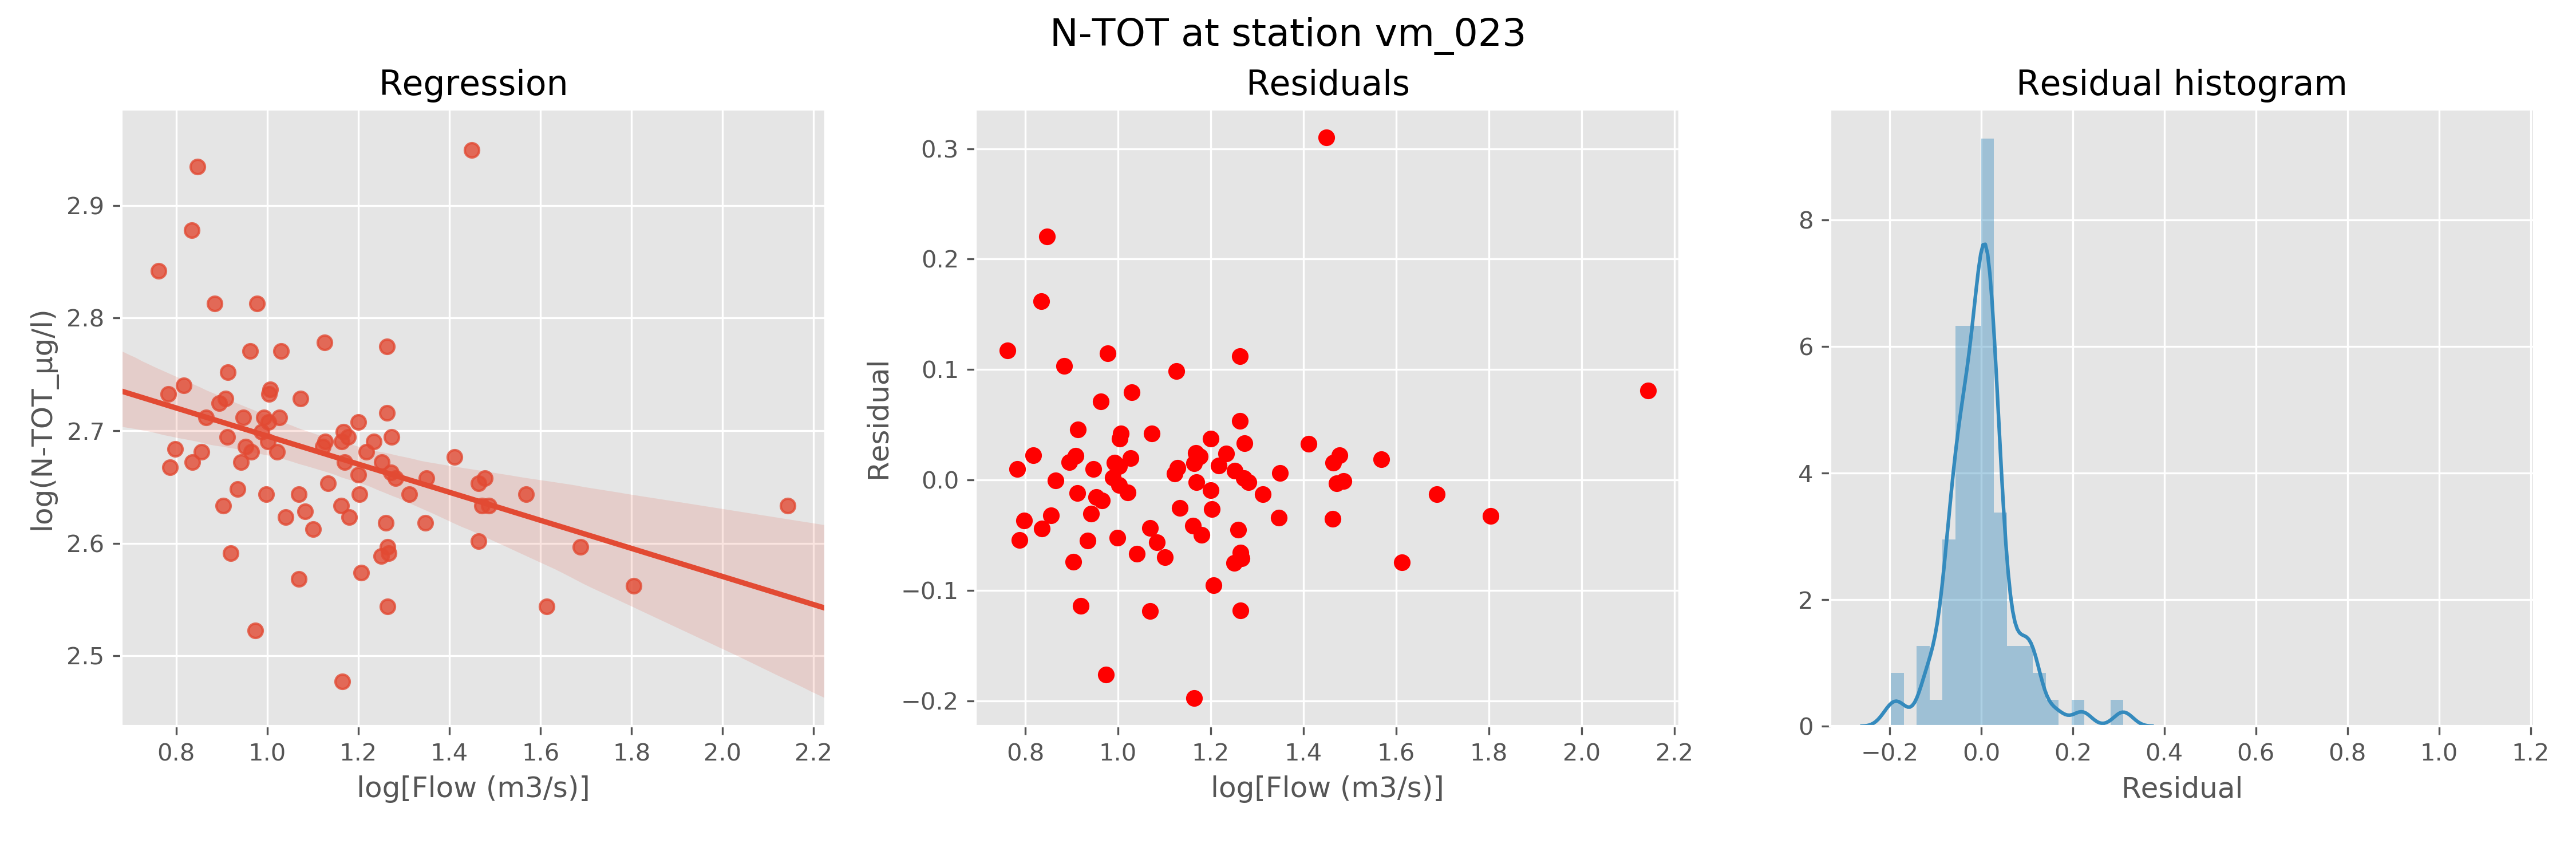 N-TOT at station vm_023
Regression
2.9
2.8
2.7
2.6
2.5
log(N-TOT_µg/l)
0.8 1.0 1.2 1.4 1.6 1.8 2.0 2.2
log[Flow (m3/s)]
Residuals
0.3
0.2
0.1
0.0
−0.1
−0.2
Residual
0.8 1.0 1.2 1.4 1.6 1.8 2.0 2.2
log[Flow (m3/s)]
Residual histogram
8
6
4
2
0
−0.2 0.0 0.2 0.4 0.6 0.8 1.0 1.2
Residual